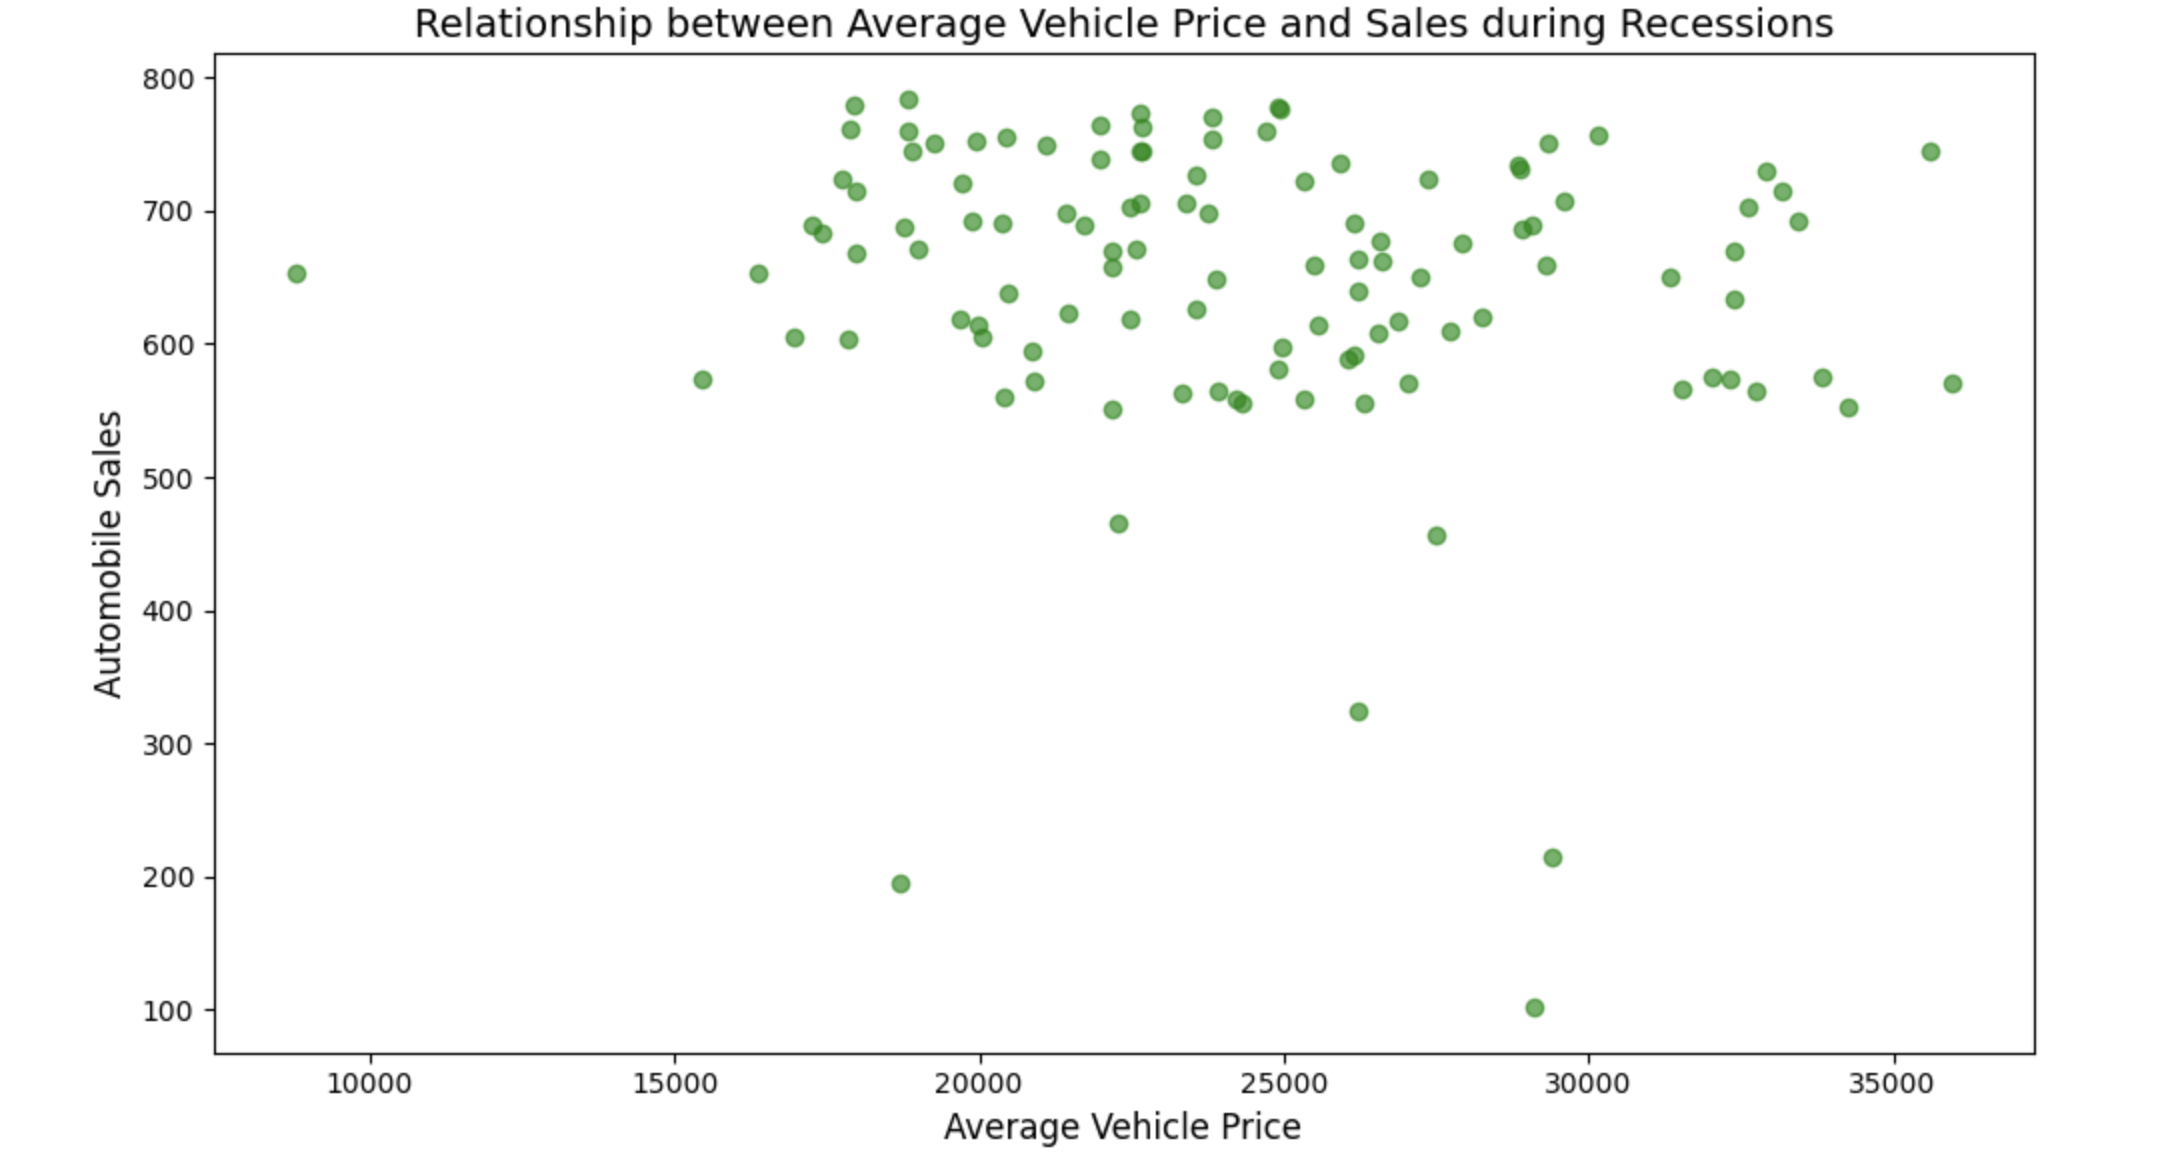 Relationship between Average Vehicle Price and Sales during Recessions
800
700
600
500
400
300
200
100
Automobile Sales
10000 15000 20000 25000 30000 35000
Average Vehicle Price